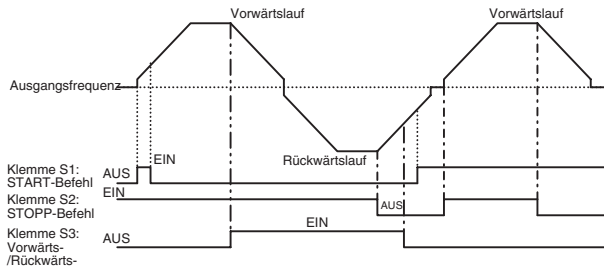 Vorwärtslauf Vorwärtslauf
Ausgangsfrequenz
EIN Rückwärtslauf
Klemme S1: AUS
START-Befehl
EIN
Klemme S2:
STOPP-Befehl AUS
Klemme S3: AUS EIN
Vorwärts-
/Rückwärts-